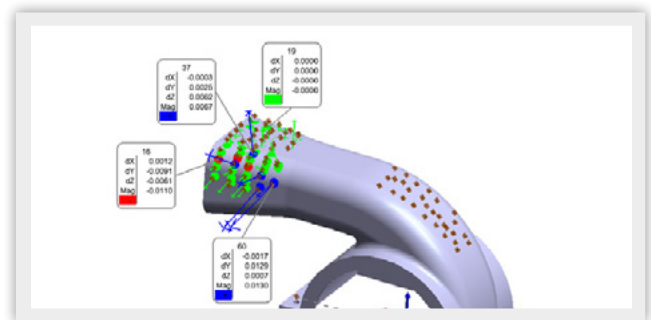 19
dX 0.0000
dY 0.0000
dZ -0.0000
Mag -0.0000
37
dX -0.0003
dY 0.0025
dZ 0.0062
Mag 0.0067
16
dX 0.0012
dY -0.0091
dZ -0.0061
Mag -0.0110
60
dX -0.0017
dY 0.0129
dZ 0.0007
Mag 0.0130